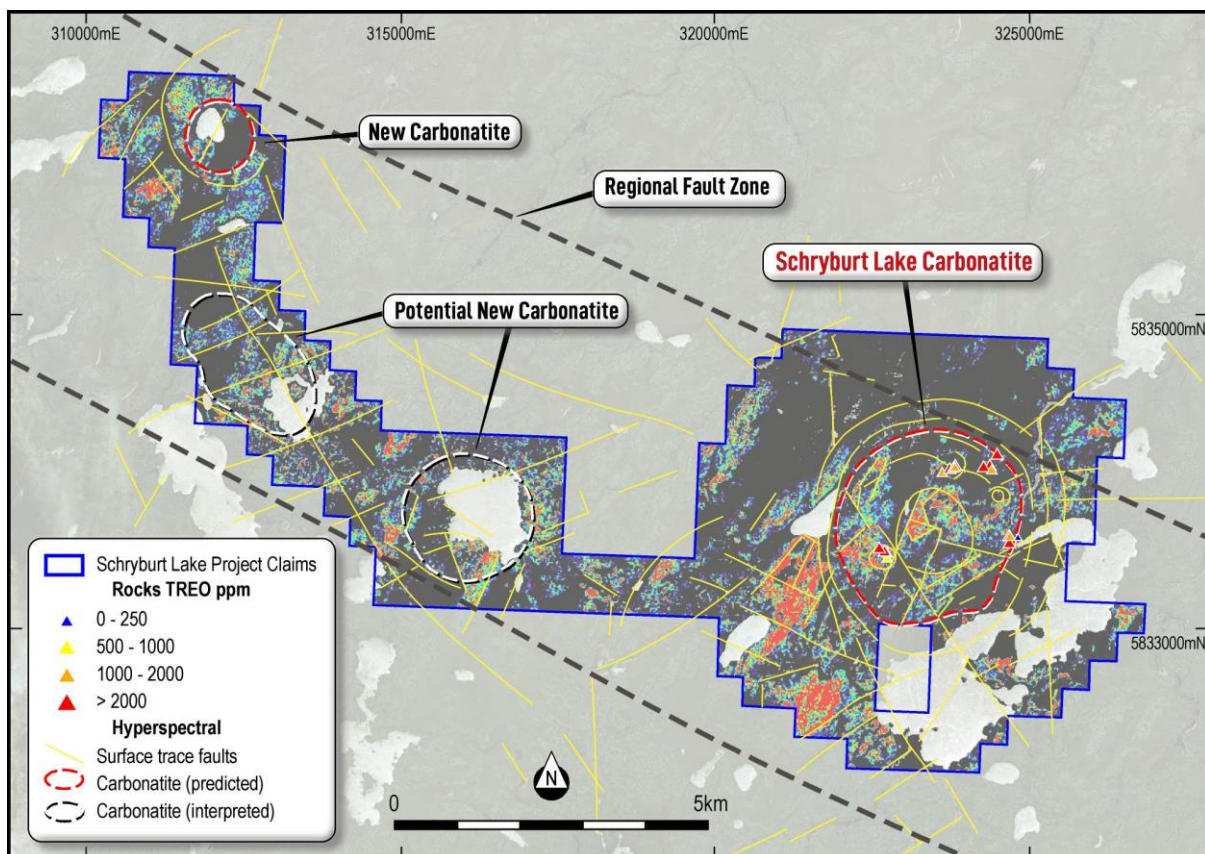 310000mE
315000mE
320000mE
325000mE
New Carbonatite
Regional Fault Zone
Schryburt Lake Carbonatite
Potential New Carbonatite
5835000mN
5833000mN
Schryburt Lake Project Claims
Rocks TREO ppm
0 - 250
500 - 1000
1000 - 2000
> 2000
Hyperspectral
Surface trace faults
Carbonatite (predicted)
Carbonatite (interpreted)
N
0
5km